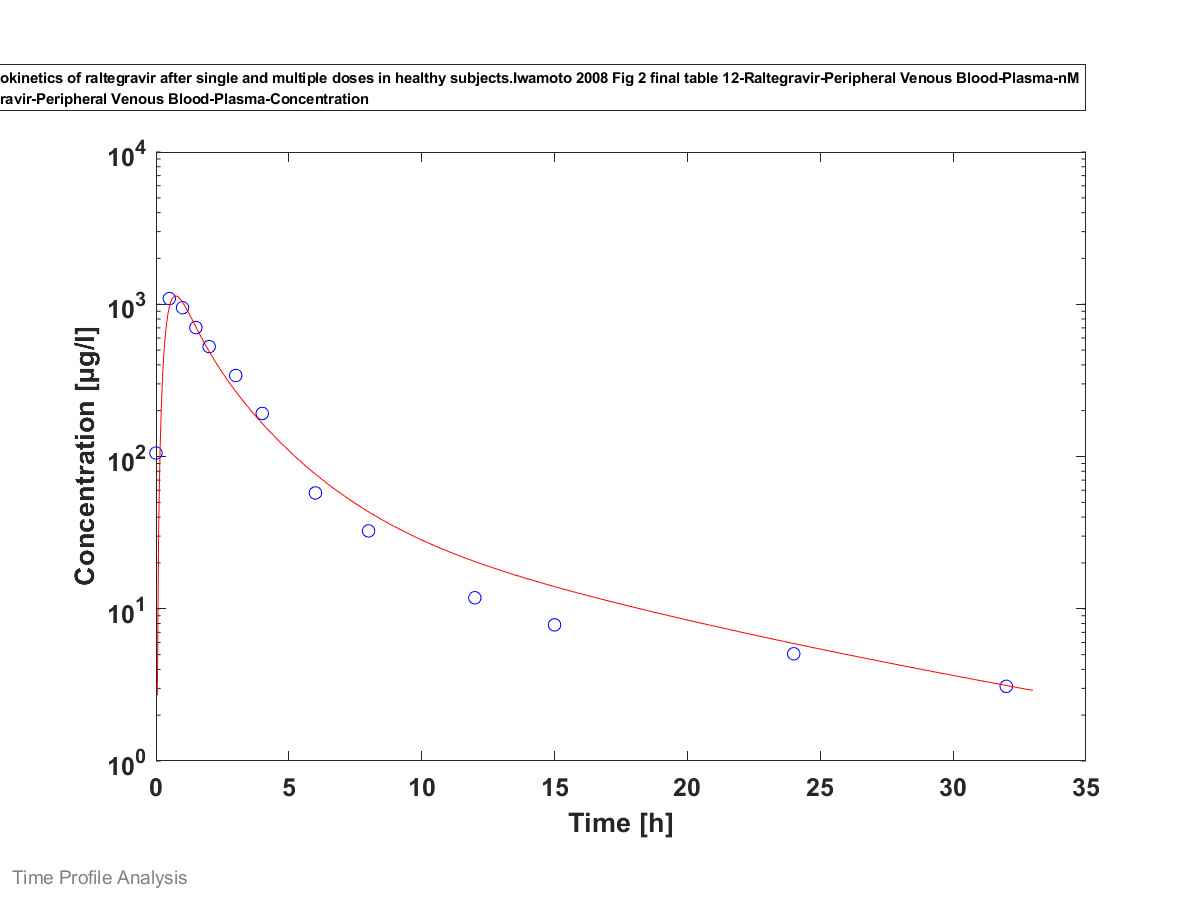 okinetics of raltegravir after single and multiple doses in healthy subjects.Iwamoto 2008 Fig 2 final table 12-Raltegravir-Peripheral Venous Blood-Plasma-nM
ravir-Peripheral Venous Blood-Plasma-Concentration
10^4
10^3
10^2
10^1
10^0
Concentration [µg/l]
0 5 10 15 20 25 30 35
Time [h]
Time Profile Analysis